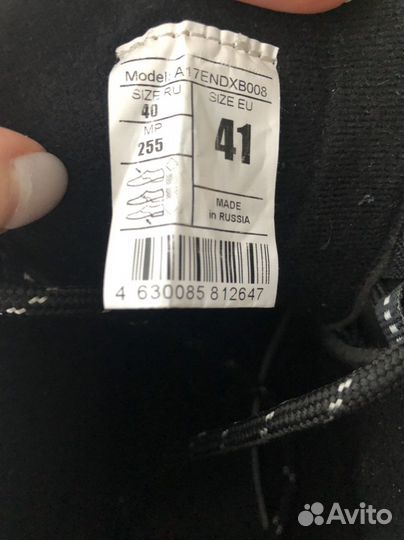 Model: A17ENDXB008
SIZE RU
40
MP
255
SIZE EU
41
MADE
in RUSSIA
4 630085 812647
Avito